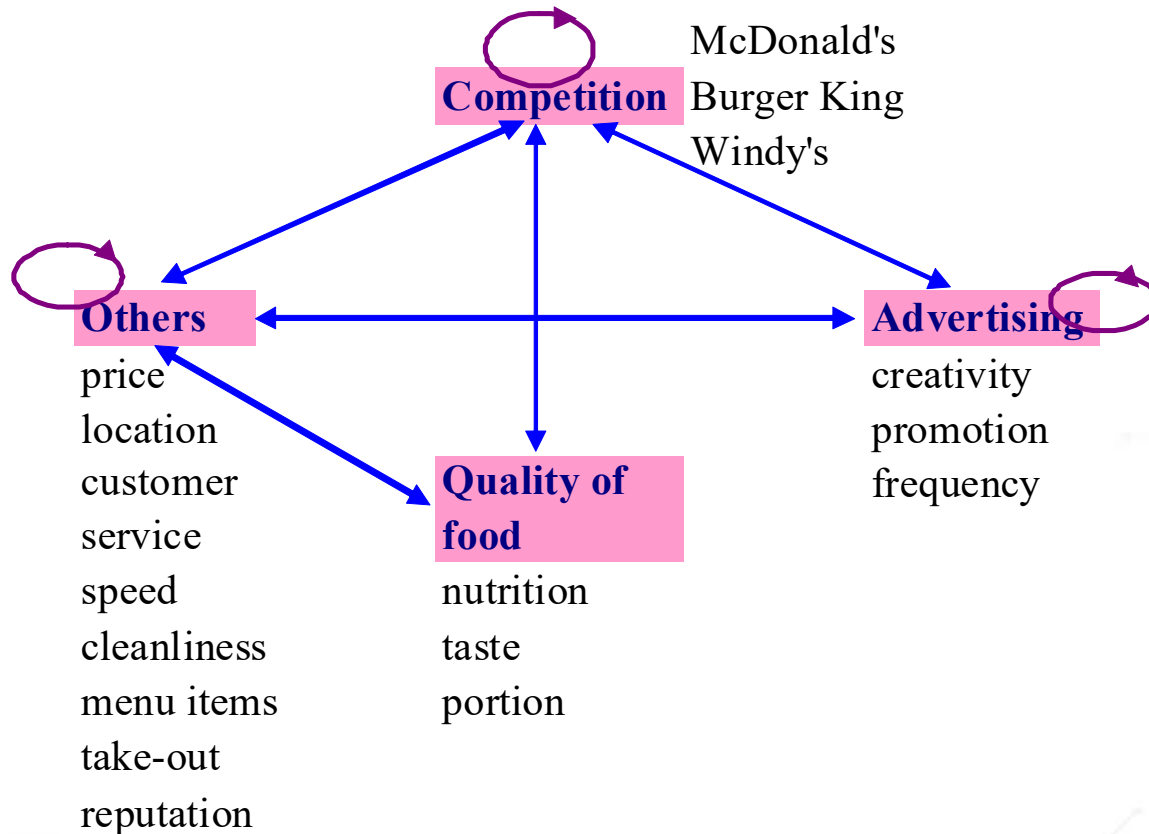 Competition
McDonald's
Burger King
Windy's
Others
price
location
customer
service
speed
cleanliness
menu items
take-out
reputation
Quality of
food
nutrition
taste
portion
Advertising
creativity
promotion
frequency